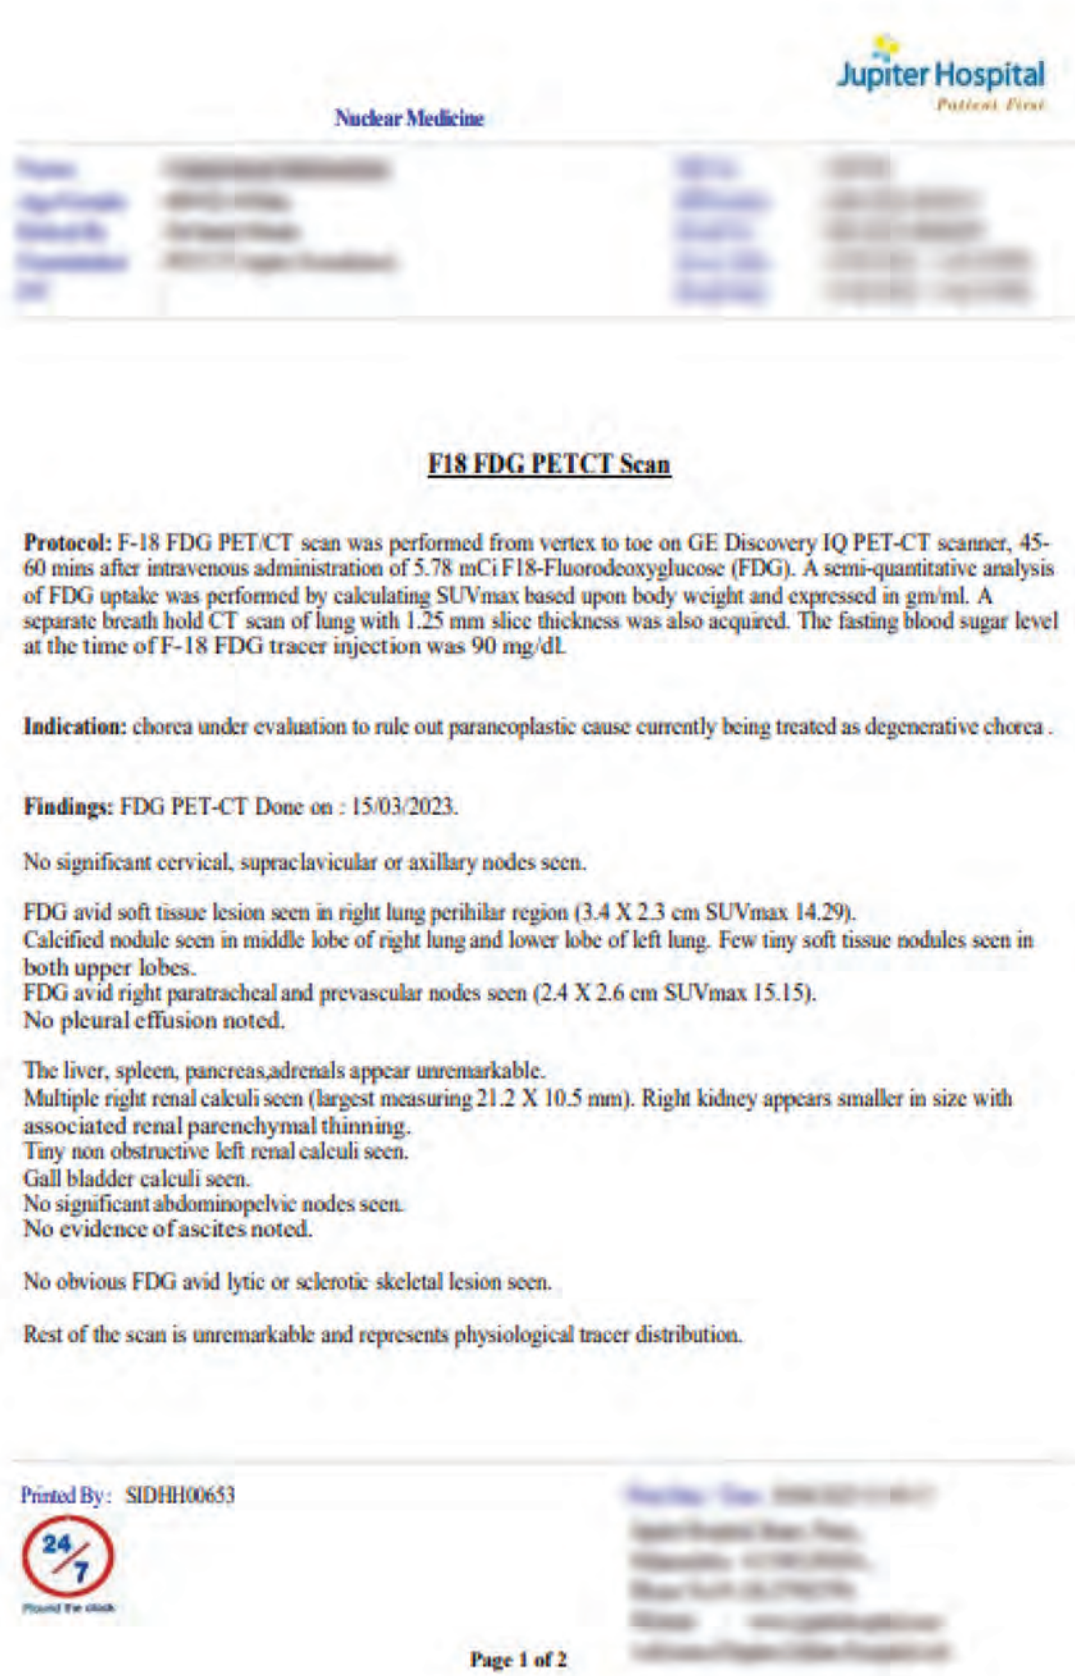 Jupiter Hospital
Patient First
Nuclear Medicine
F18 FDG PETCT Scan
Protocol: F-18 FDG PET/CT scan was performed from vertex to toe on GE Discovery IQ PET-CT scanner, 45-
60 mins after intravenous administration of 5.78 mCi F18-Fluorodeoxyglucose (FDG). A semi-quantitative analysis
of FDG uptake was performed by calculating SUVmax based upon body weight and expressed in gm/ml. A
separate breath hold CT scan of lung with 1.25 mm slice thickness was also acquired. The fasting blood sugar level
at the time of F-18 FDG tracer injection was 90 mg/dl.
Indication: chorea under evaluation to rule out paraneoplastic cause currently being treated as degenerative chorea .
Findings: FDG PET-CT Done on : 15/03/2023.
No significant cervical, supraclavicular or axillary nodes seen.
FDG avid soft tissue lesion seen in right lung perihilar region (3.4 X 2.3 cm SUVmax 14.29).
Calcified nodule seen in middle lobe of right lung and lower lobe of left lung. Few tiny soft tissue nodules seen in
both upper lobes.
FDG avid right paratracheal and prevascular nodes seen (2.4 X 2.6 cm SUVmax 15.15).
No pleural effusion noted.
The liver, spleen, pancreas,adrenals appear unremarkable.
Multiple right renal calculi seen (largest measuring 21.2 X 10.5 mm). Right kidney appears smaller in size with
associated renal parenchymal thinning.
Tiny non obstructive left renal calculi seen.
Gall bladder calculi seen.
No significant abdominopelvic nodes seen.
No evidence of ascites noted.
No obvious FDG avid lytic or sclerotic skeletal lesion seen.
Rest of the scan is unremarkable and represents physiological tracer distribution.
Printed By : SIDHH00653
24/7
Round the clock
Page 1 of 2